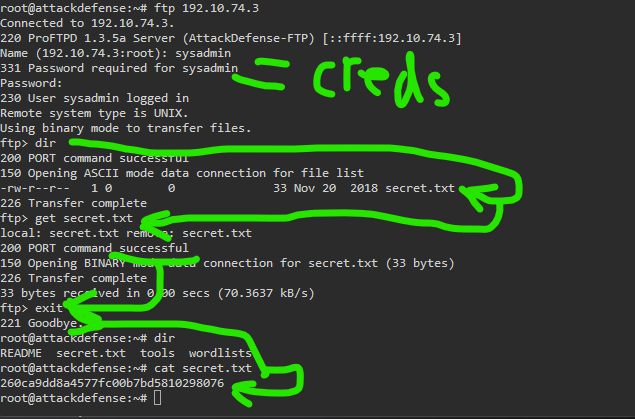 root@attackdefense:~# ftp 192.10.74.3
Connected to 192.10.74.3.
220 ProFTPD 1.3.5a Server (AttackDefense-FTP) [::ffff:192.10.74.3]
Name (192.10.74.3:root): sysadmin
331 Password required for sysadmin = creds
Password:
230 User sysadmin logged in
Remote system type is UNIX.
Using binary mode to transfer files.
ftp> dir
200 PORT command successful
150 Opening ASCII mode data connection for file list
-rw-r--r-- 1 0 0 33 Nov 20 2018 secret.txt
226 Transfer complete
ftp> get secret.txt
local: secret.txt remote: secret.txt
200 PORT command successful
150 Opening BINARY mode data connection for secret.txt (33 bytes)
226 Transfer complete
33 bytes received in 0.00 secs (70.3637 kB/s)
ftp> exit
221 Goodbye.
root@attackdefense:~# dir
README secret.txt tools wordlists
root@attackdefense:~# cat secret.txt
260ca9dd8a4577fc00b7bd5810298076
root@attackdefense:~#